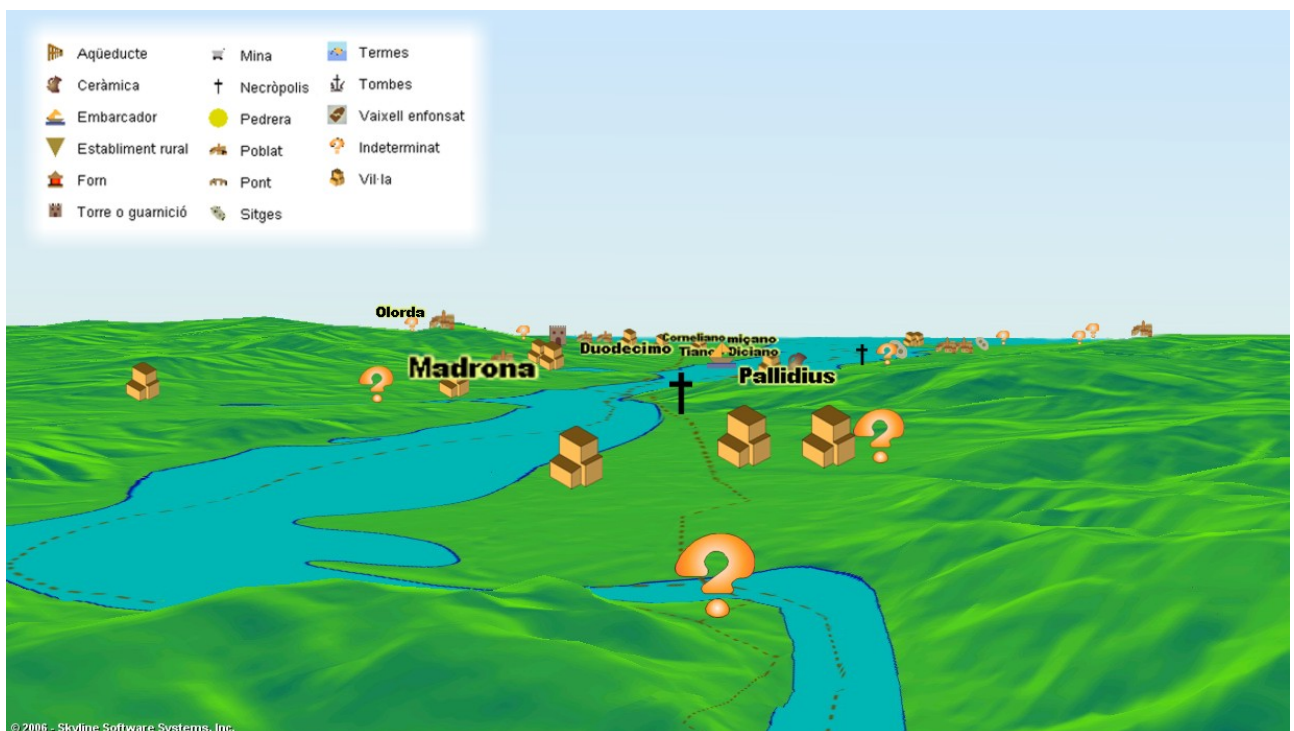 Aqüeducte
Ceràmica
Embarcador
Establiment rural
Forn
Torre o guarnició
Mina
Necròpolis
Pedrera
Poblat
Pont
Sitges
Termes
Tombes
Vaixell enfonsat
Indeterminat
Vil·la
Olorda
Corneliano
miçano
Duodecimo
Diciano
Madrona
Pallidius
© 2006 - Skyline Software Systems, Inc.